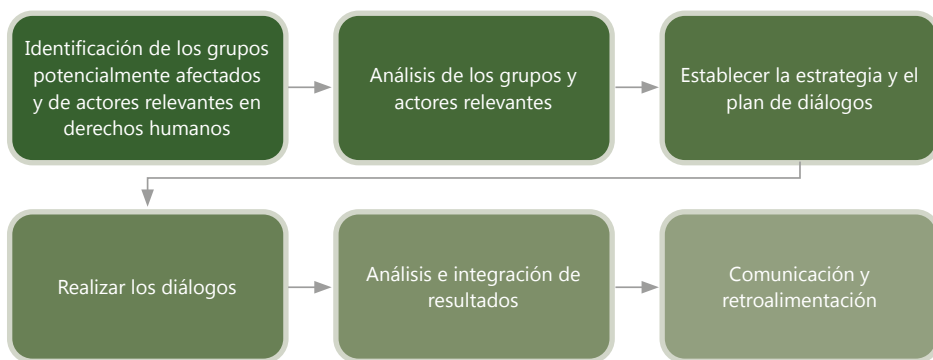 Identificación de los grupos
potencialmente afectados
y de actores relevantes en
derechos humanos
Análisis de los grupos y
actores relevantes
Establecer la estrategia y el
plan de diálogos
Realizar los diálogos
Análisis e integración de
resultados
Comunicación y
retroalimentación